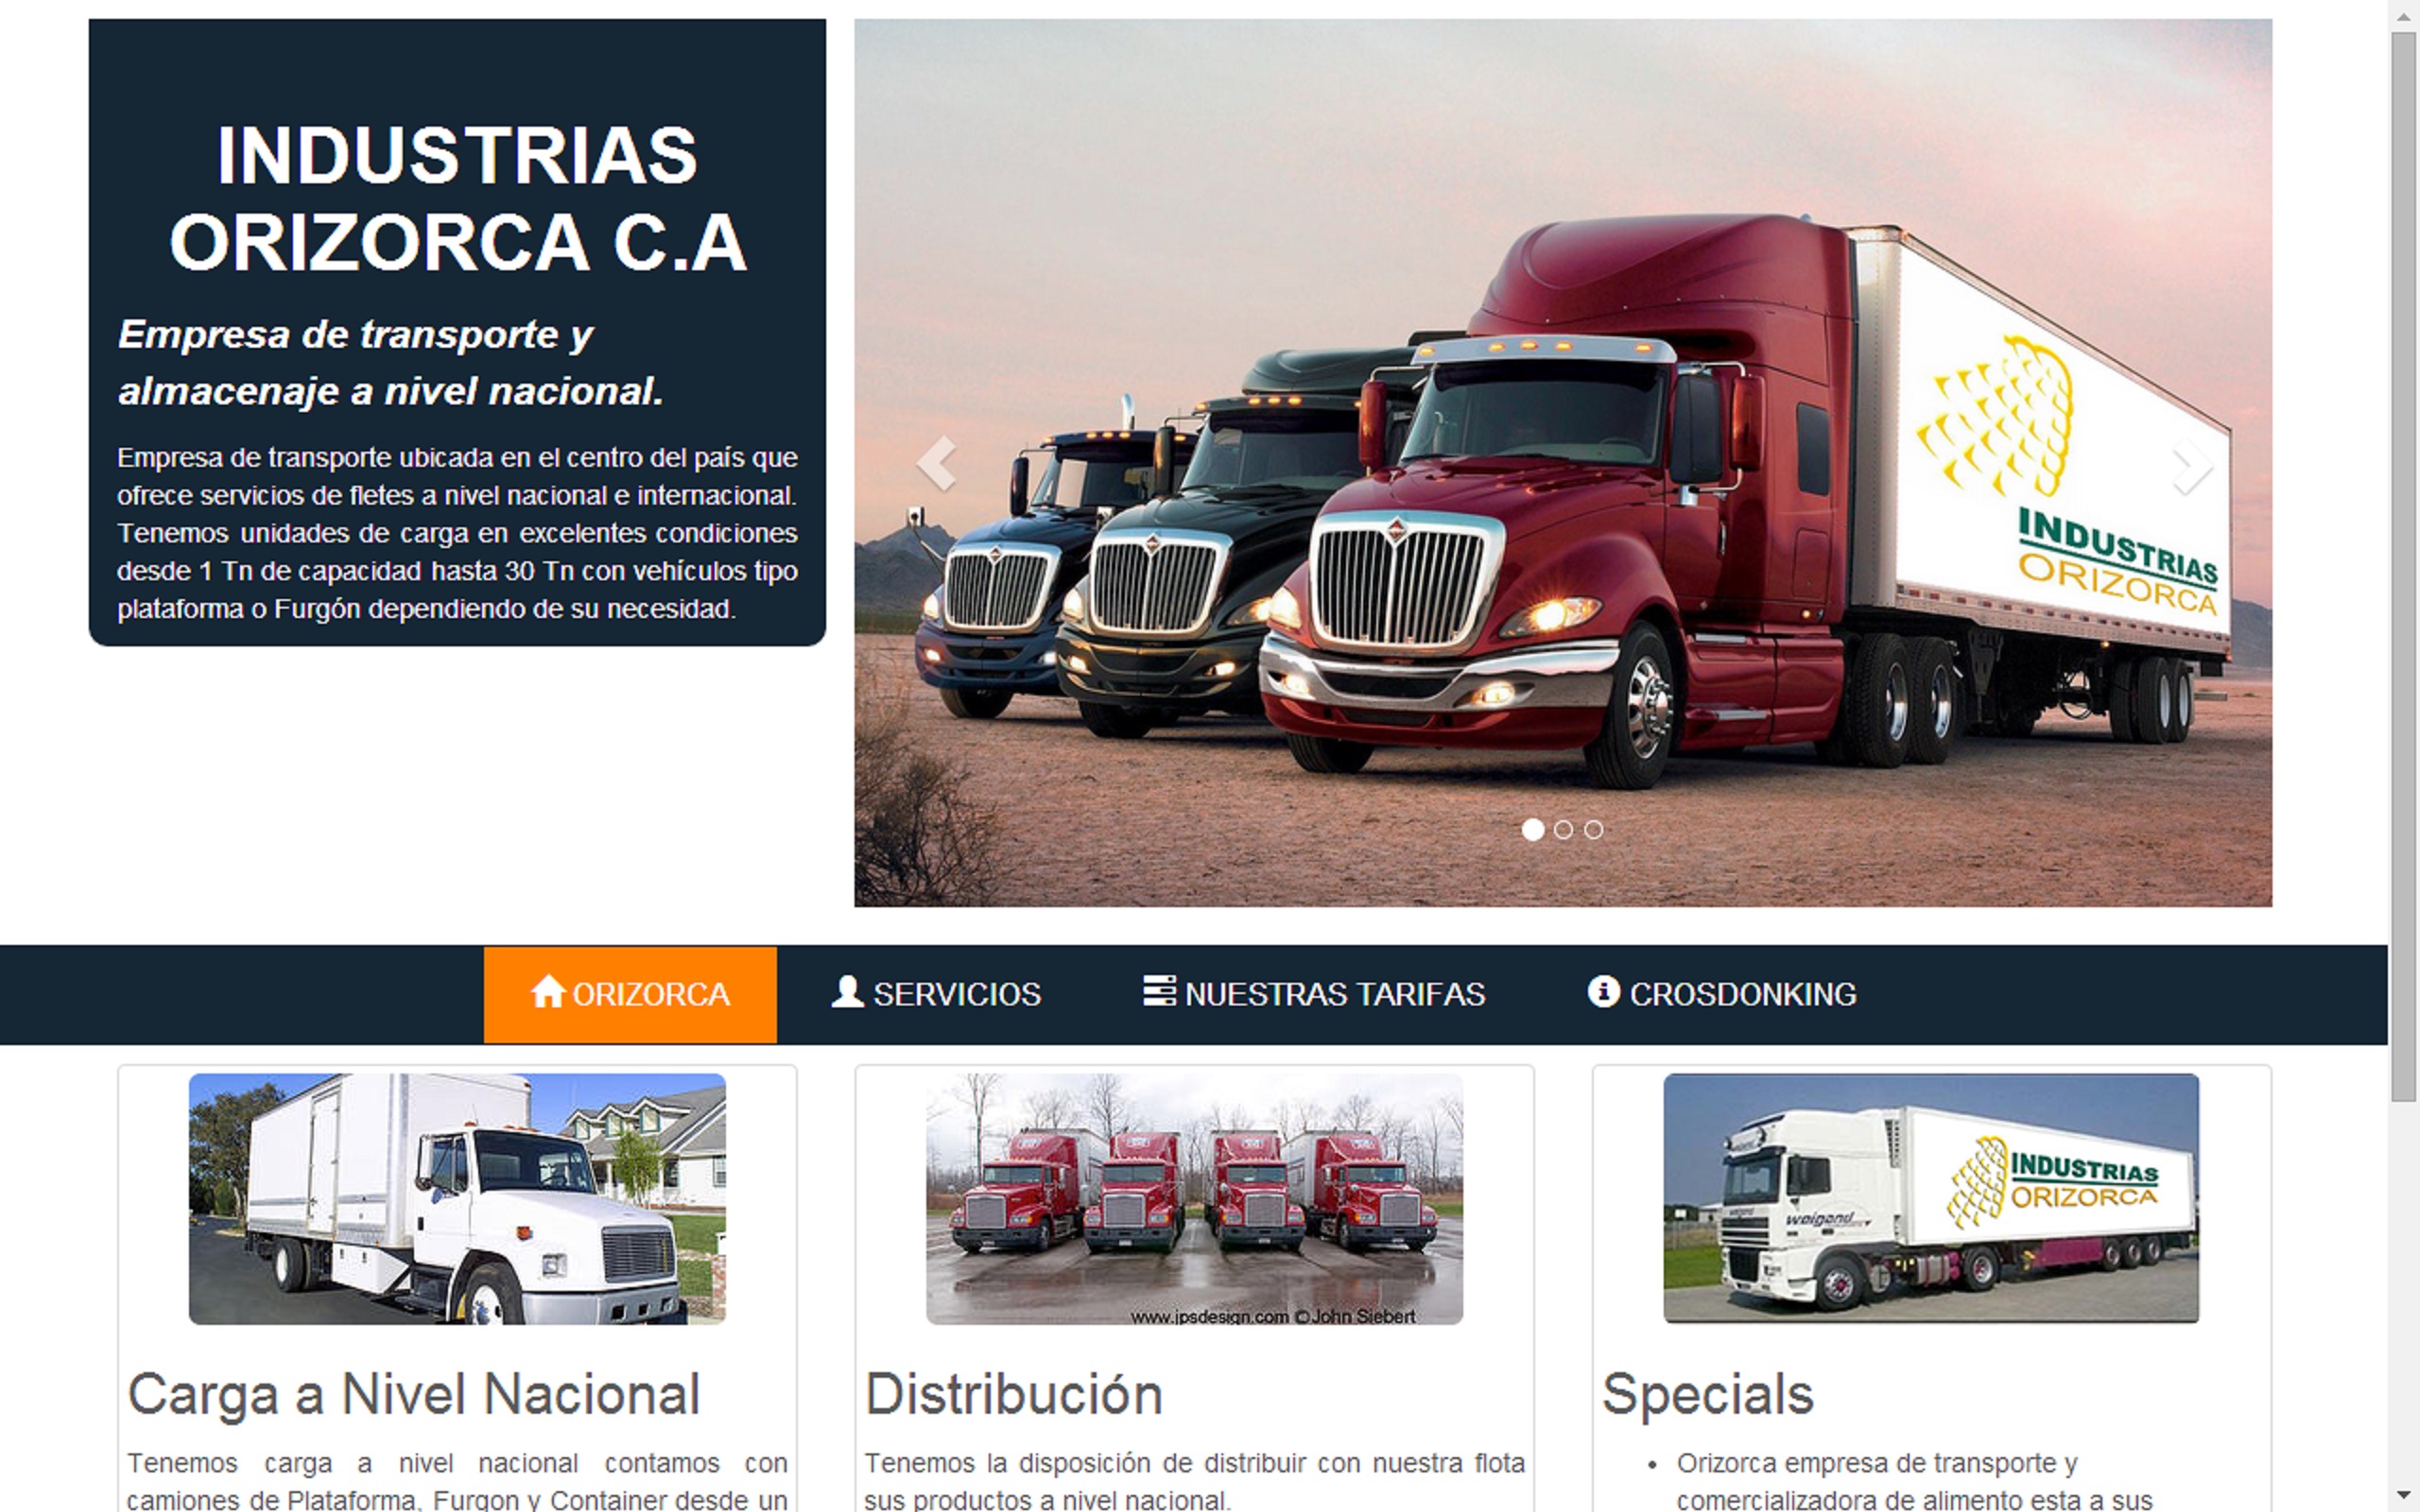 INDUSTRIAS
ORIZORCA C.A
Empresa de transporte y
almacenaje a nivel nacional.
Empresa de transporte ubicada en el centro del país que
ofrece servicios de fletes a nivel nacional e internacional.
Tenemos unidades de carga en excelentes condiciones
desde 1 Tn de capacidad hasta 30 Tn con vehículos tipo
plataforma o Furgón dependiendo de su necesidad.
INDUSTRIAS
ORIZORCA
ORIZORCA
SERVICIOS
NUESTRAS TARIFAS
CROSDONKING
www.jpsdesign.com © John Siebert
weigand
INDUSTRIAS
ORIZORCA
Carga a Nivel Nacional
Tenemos carga a nivel nacional contamos con
camiones de Plataforma, Furgon y Container desde un
Distribución
Tenemos la disposición de distribuir con nuestra flota
sus productos a nivel nacional.
Specials
• Orizorca empresa de transporte y
comercializadora de alimento esta a sus